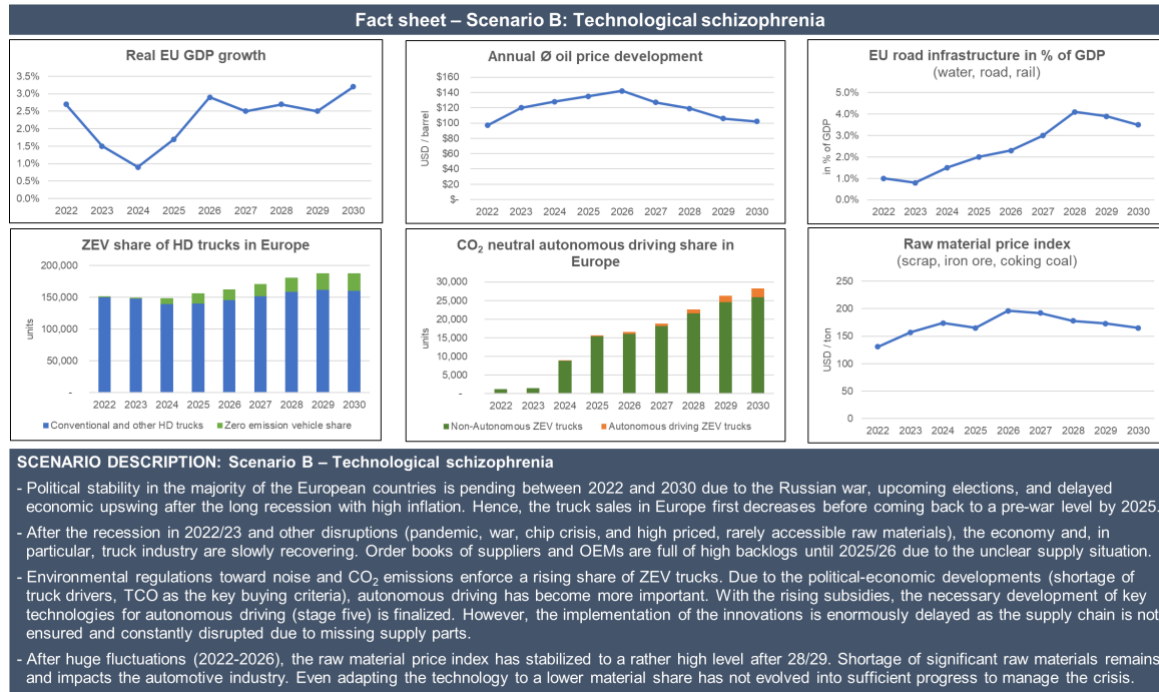 Fact sheet – Scenario B: Technological schizophrenia
Real EU GDP growth
3.5%
3.0%
2.5%
2.0%
1.5%
1.0%
0.5%
0.0%
2022 2023 2024 2025 2026 2027 2028 2029 2030
Annual Ø oil price development
USD / barrel
$160
$140
$120
$100
$80
$60
$40
$20
$-
2022 2023 2024 2025 2026 2027 2028 2029 2030
EU road infrastructure in % of GDP
(water, road, rail)
in % of GDP
5.0%
4.0%
3.0%
2.0%
1.0%
0.0%
2022 2023 2024 2025 2026 2027 2028 2029 2030
ZEV share of HD trucks in Europe
units
200,000
150,000
100,000
50,000
-
2022 2023 2024 2025 2026 2027 2028 2029 2030
Conventional and other HD trucks Zero emission vehicle share
CO₂ neutral autonomous driving share in
Europe
units
30,000
25,000
20,000
15,000
10,000
5,000
-
2022 2023 2024 2025 2026 2027 2028 2029 2030
Non-Autonomous ZEV trucks Autonomous driving ZEV trucks
Raw material price index
(scrap, iron ore, coking coal)
USD / ton
250
200
150
100
50
0
2022 2023 2024 2025 2026 2027 2028 2029 2030
SCENARIO DESCRIPTION: Scenario B – Technological schizophrenia
- Political stability in the majority of the European countries is pending between 2022 and 2030 due to the Russian war, upcoming elections, and delayed
economic upswing after the long recession with high inflation. Hence, the truck sales in Europe first decreases before coming back to a pre-war level by 2025.
- After the recession in 2022/23 and other disruptions (pandemic, war, chip crisis, and high priced, rarely accessible raw materials), the economy and, in
particular, truck industry are slowly recovering. Order books of suppliers and OEMs are full of high backlogs until 2025/26 due to the unclear supply situation.
- Environmental regulations toward noise and CO₂ emissions enforce a rising share of ZEV trucks. Due to the political-economic developments (shortage of
truck drivers, TCO as the key buying criteria), autonomous driving has become more important. With the rising subsidies, the necessary development of key
technologies for autonomous driving (stage five) is finalized. However, the implementation of the innovations is enormously delayed as the supply chain is not
ensured and constantly disrupted due to missing supply parts.
- After huge fluctuations (2022-2026), the raw material price index has stabilized to a rather high level after 28/29. Shortage of significant raw materials remains
and impacts the automotive industry. Even adapting the technology to a lower material share has not evolved into sufficient progress to manage the crisis.